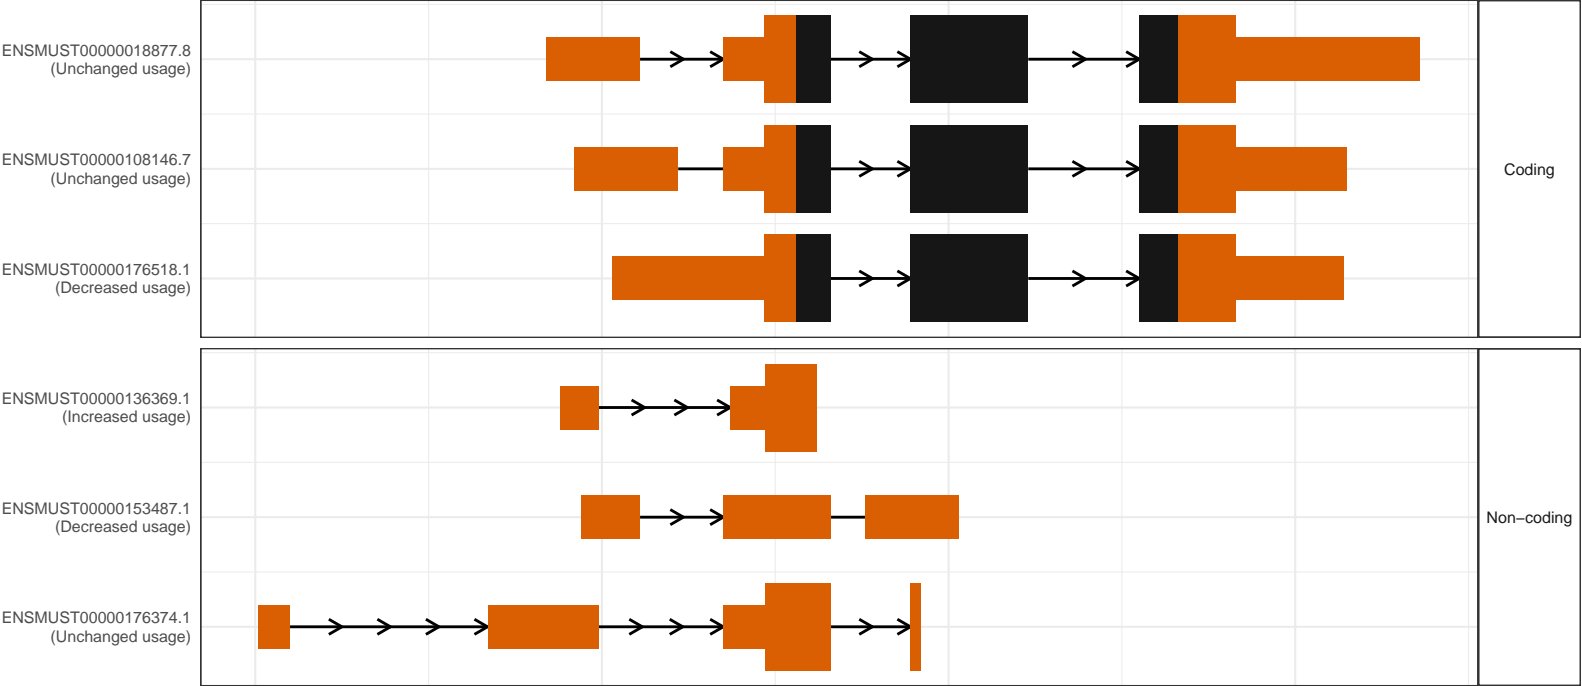 ENSMUST00000018877.8
(Unchanged usage)
ENSMUST00000108146.7
(Unchanged usage)
ENSMUST00000176518.1
(Decreased usage)
Coding
ENSMUST00000136369.1
(Increased usage)
ENSMUST00000153487.1
(Decreased usage)
ENSMUST00000176374.1
(Unchanged usage)
Non−coding